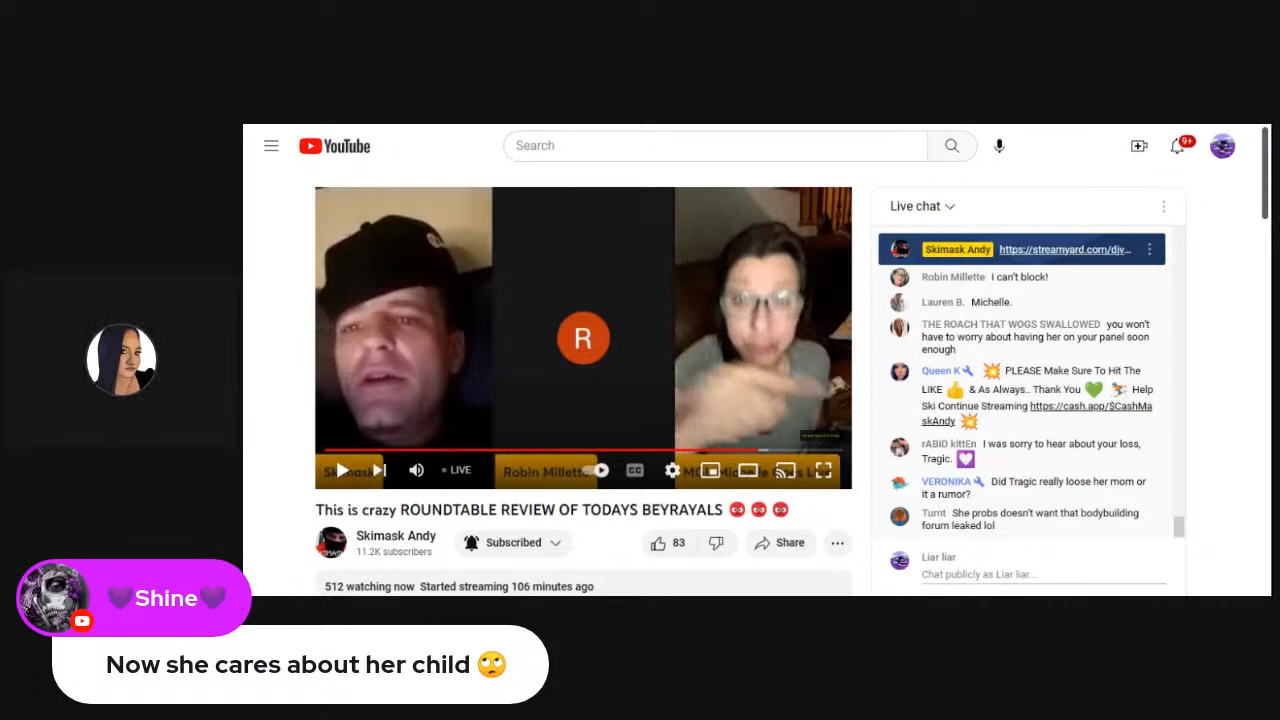 YouTube
Search
9+
Live chat
Skimask Andy https://streamyard.com/djv...
Robin Millette I can't block!
Lauren B. Michelle.
THE ROACH THAT WOGS SWALLOWED you won't
have to worry about having her on your panel soon
enough
Queen K 💥 PLEASE Make Sure To Hit The
LIKE 👍 & As Always.. Thank You 💚 ⛷️ Help
Ski Continue Streaming https://cash.app/$CashMa
skAndy 💥
rABiD kittEn I was sorry to hear about your loss,
Tragic. 💟
VERONIKA Did Tragic really loose her mom or
it a rumor?
Tumt She probs doesn't want that bodybuilding
forum leaked lol
Liar liar
Chat publicly as Liar liar...
R
LIVE
Robin Millette
This is crazy ROUNDTABLE REVIEW OF TODAYS BEYRAYALS
Skimask Andy
11.2K subscribers
Subscribed
83
Share
512 watching now Started streaming 106 minutes ago
💜Shine💜
Now she cares about her child 🙄